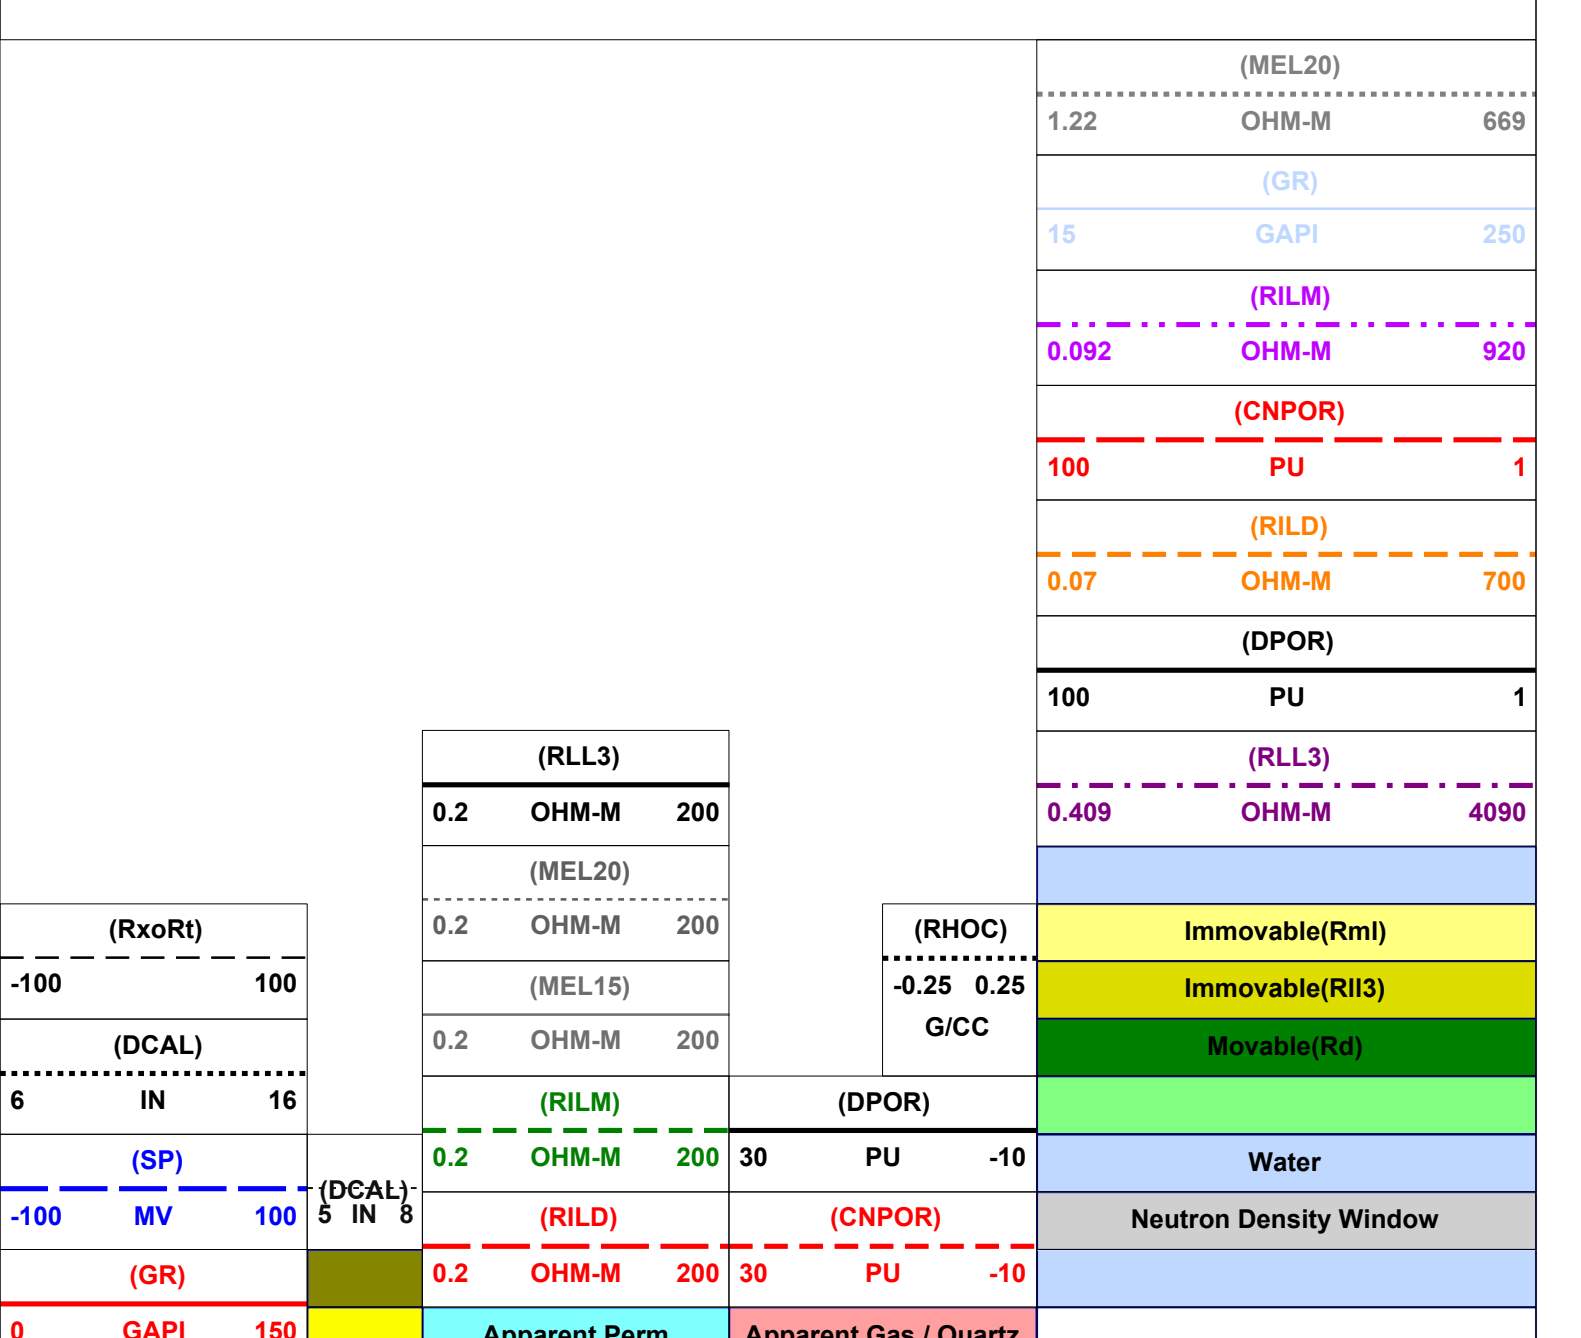 (MEL20)
1.22 OHM-M 669
(GR)
15 GAPI 250
(RILM)
0.092 OHM-M 920
(CNPOR)
100 PU 1
(RILD)
0.07 OHM-M 700
(DPOR)
100 PU 1
(RLL3)
0.409 OHM-M 4090
Immovable(Rml)
Immovable(Rll3)
Movable(Rd)
Water
Neutron Density Window
(RLL3)
0.2 OHM-M 200
(MEL20)
0.2 OHM-M 200
(MEL15)
0.2 OHM-M 200
(RILM)
0.2 OHM-M 200
(RILD)
0.2 OHM-M 200
Apparent Perm
(RHOC)
-0.25 0.25
G/CC
(DPOR)
30 PU -10
(CNPOR)
30 PU -10
Apparent Gas / Quartz
(RxoRt)
-100 100
(DCAL)
6 IN 16
(SP)
-100 MV 100
(GR)
0 GAPI 150
(DCAL)
5 IN 8